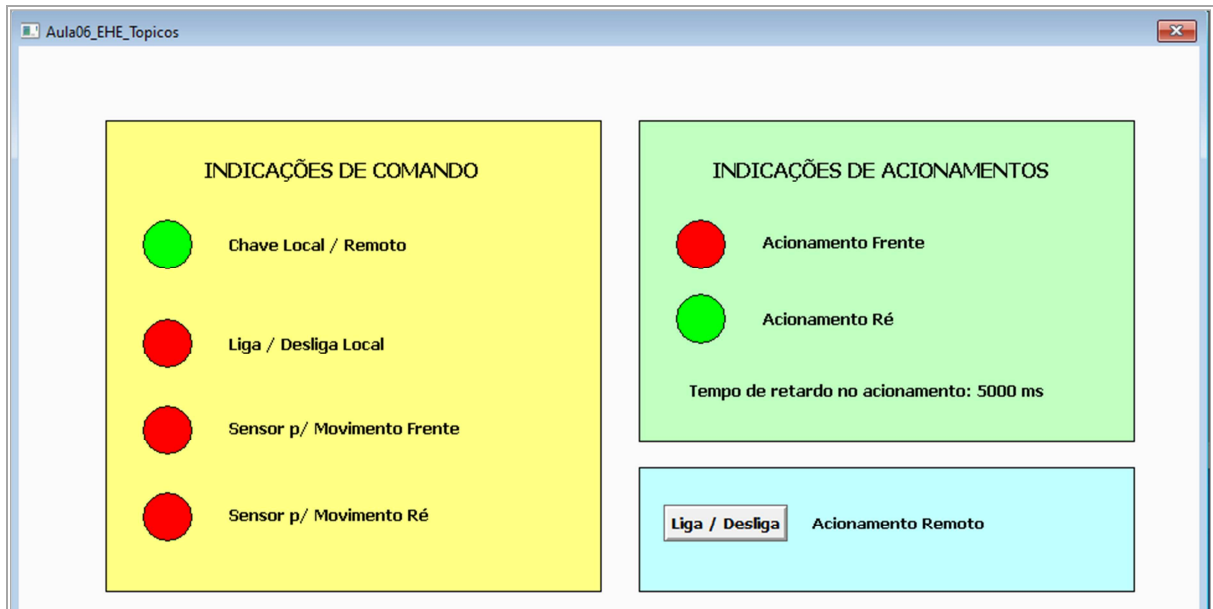 Aula06_EHE_Topicos
INDICAÇÕES DE COMANDO
Chave Local / Remoto
Liga / Desliga Local
Sensor p/ Movimento Frente
Sensor p/ Movimento Ré
INDICAÇÕES DE ACIONAMENTOS
Acionamento Frente
Acionamento Ré
Tempo de retardo no acionamento: 5000 ms
Liga / Desliga Acionamento Remoto